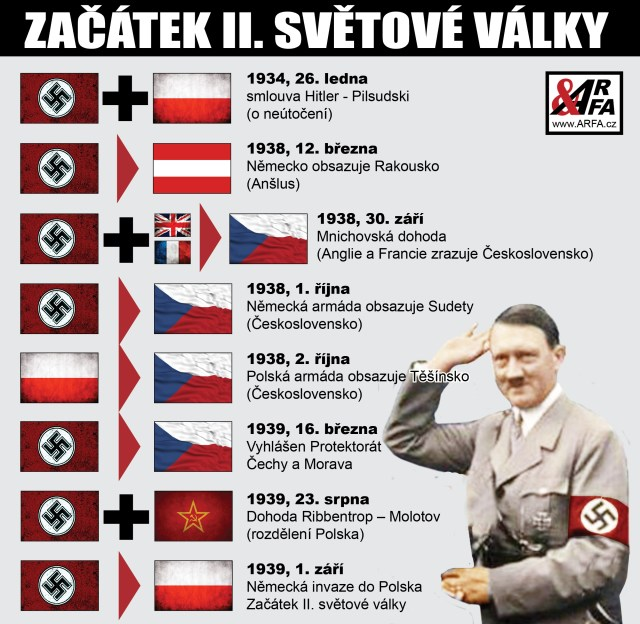 ZAČÁTEK II. SVĚTOVÉ VÁLKY
1934, 26. ledna
smlouva Hitler - Pilsudski
(o neútočení)
&AR
FA
www.ARFA.cz
1938, 12. března
Německo obsazuje Rakousko
(Anšlus)
1938, 30. září
Mnichovská dohoda
(Anglie a Francie zrazuje Československo)
1938, 1. října
Německá armáda obsazuje Sudety
(Československo)
1938, 2. října
Polská armáda obsazuje Těšínsko
(Československo)
1939, 16. března
Vyhlášen Protektorát
Čechy a Morava
1939, 23. srpna
Dohoda Ribbentrop – Molotov
(rozdělení Polska)
1939, 1. září
Německá invaze do Polska
Začátek II. světové války